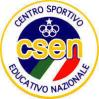 CENTRO SPORTIVO
csen
EDUCATIVO NAZIONALE